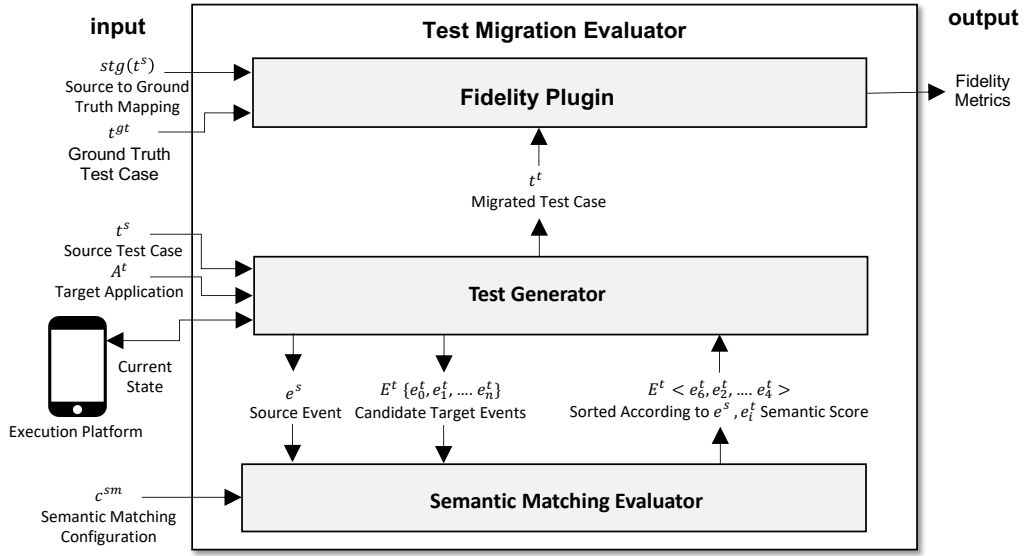 input
Test Migration Evaluator
output
stg(t^s)
Source to Ground
Truth Mapping
Fidelity Plugin
Fidelity
Metrics
t^gt
Ground Truth
Test Case
t^t
Migrated Test Case
t^s
Source Test Case
A^t
Target Application
Test Generator
Current
State
Execution Platform
e^s
Source Event
E^t {e_0^t, e_1^t, .... e_n^t}
Candidate Target Events
E^t < e_6^t, e_2^t, .... e_4^t >
Sorted According to e^s , e_i^t Semantic Score
c^sm
Semantic Matching
Configuration
Semantic Matching Evaluator